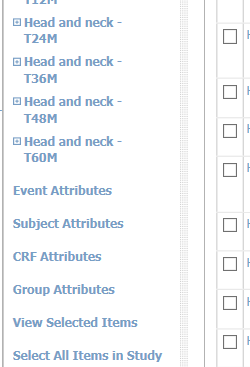 T12M
Head and neck -
T24M
Head and neck -
T36M
Head and neck -
T48M
Head and neck -
T60M
Event Attributes
Subject Attributes
CRF Attributes
Group Attributes
View Selected Items
Select All Items in Study